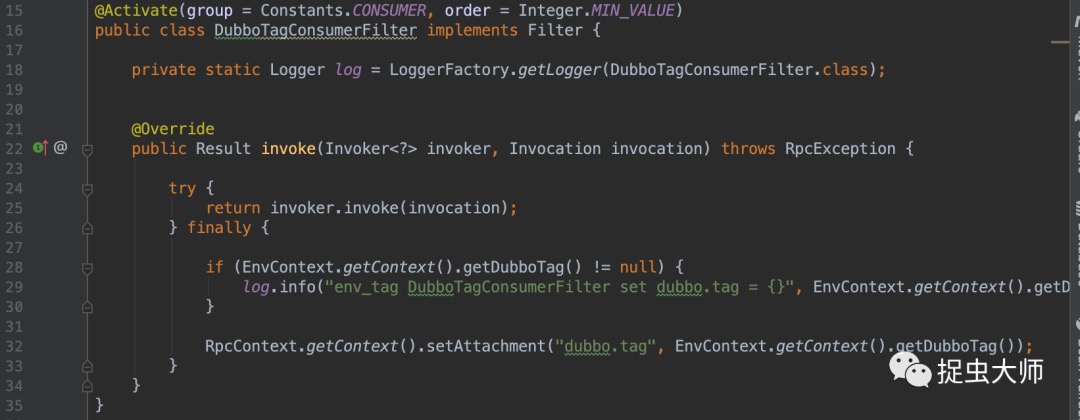 15 @Activate(group = Constants.CONSUMER, order = Integer.MIN_VALUE)
16 public class DubboTagConsumerFilter implements Filter {
17
18 private static Logger log = LoggerFactory.getLogger(DubboTagConsumerFilter.class);
19
20
21 @Override
22 @ public Result invoke(Invoker<?> invoker, Invocation invocation) throws RpcException {
23
24 try {
25 return invoker.invoke(invocation);
26 } finally {
27
28 if (EnvContext.getContext().getDubboTag() != null) {
29 log.info("env_tag DubboTagConsumerFilter set dubbo.tag = {}", EnvContext.getContext().getD
30 }
31
32 RpcContext.getContext().setAttachment("dubbo.tag", EnvContext.getContext().getDubboTag());
33 }
34 }
35 }
捉虫大师